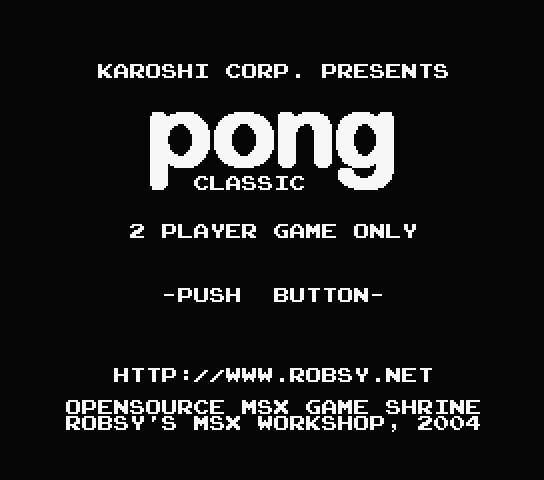 KAROSHI CORP. PRESENTS
pong
CLASSIC
2 PLAYER GAME ONLY
-PUSH  BUTTON-
HTTP://WWW.ROBSY.NET
OPENSOURCE MSX GAME SHRINE
ROBSY'S MSX WORKSHOP, 2004